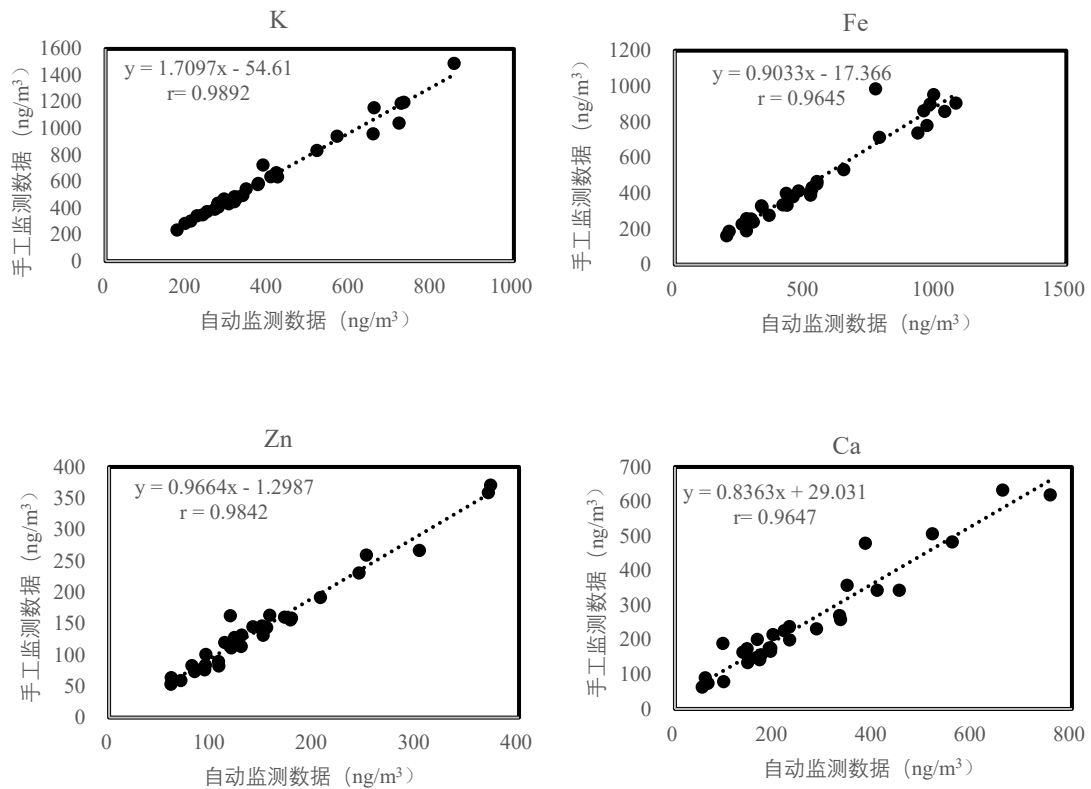 K
y = 1.7097x - 54.61
r= 0.9892
手工监测数据（ng/m³）
1600
1400
1200
1000
800
600
400
200
0
0 200 400 600 800 1000
自动监测数据（ng/m³）
Fe
y = 0.9033x - 17.366
r = 0.9645
手工监测数据（ng/m³）
1200
1000
800
600
400
200
0
0 500 1000 1500
自动监测数据（ng/m³）
Zn
y = 0.9664x - 1.2987
r = 0.9842
手工监测数据（ng/m³）
400
350
300
250
200
150
100
50
0
0 100 200 300 400
自动监测数据（ng/m³）
Ca
y = 0.8363x + 29.031
r= 0.9647
手工监测数据（ng/m³）
700
600
500
400
300
200
100
0
0 200 400 600 800
自动监测数据（ng/m³）